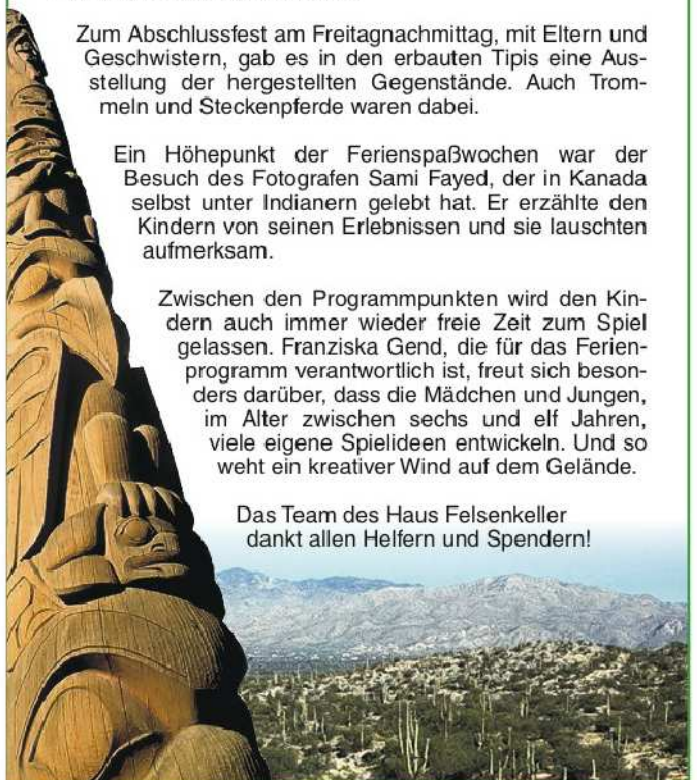 Zum Abschlussfest am Freitagnachmittag, mit Eltern und
Geschwistern, gab es in den erbauten Tipis eine Aus-
stellung der hergestellten Gegenstände. Auch Trom-
meln und Steckenpferde waren dabei.
Ein Höhepunkt der Ferienspaßwochen war der
Besuch des Fotografen Sami Fayed, der in Kanada
selbst unter Indianern gelebt hat. Er erzählte den
Kindern von seinen Erlebnissen und sie lauschten
aufmerksam.
Zwischen den Programmpunkten wird den Kin-
dern auch immer wieder freie Zeit zum Spiel
gelassen. Franziska Gend, die für das Ferien-
programm verantwortlich ist, freut sich beson-
ders darüber, dass die Mädchen und Jungen,
im Alter zwischen sechs und elf Jahren,
viele eigene Spielideen entwickeln. Und so
weht ein kreativer Wind auf dem Gelände.
Das Team des Haus Felsenkeller
dankt allen Helfern und Spendern!